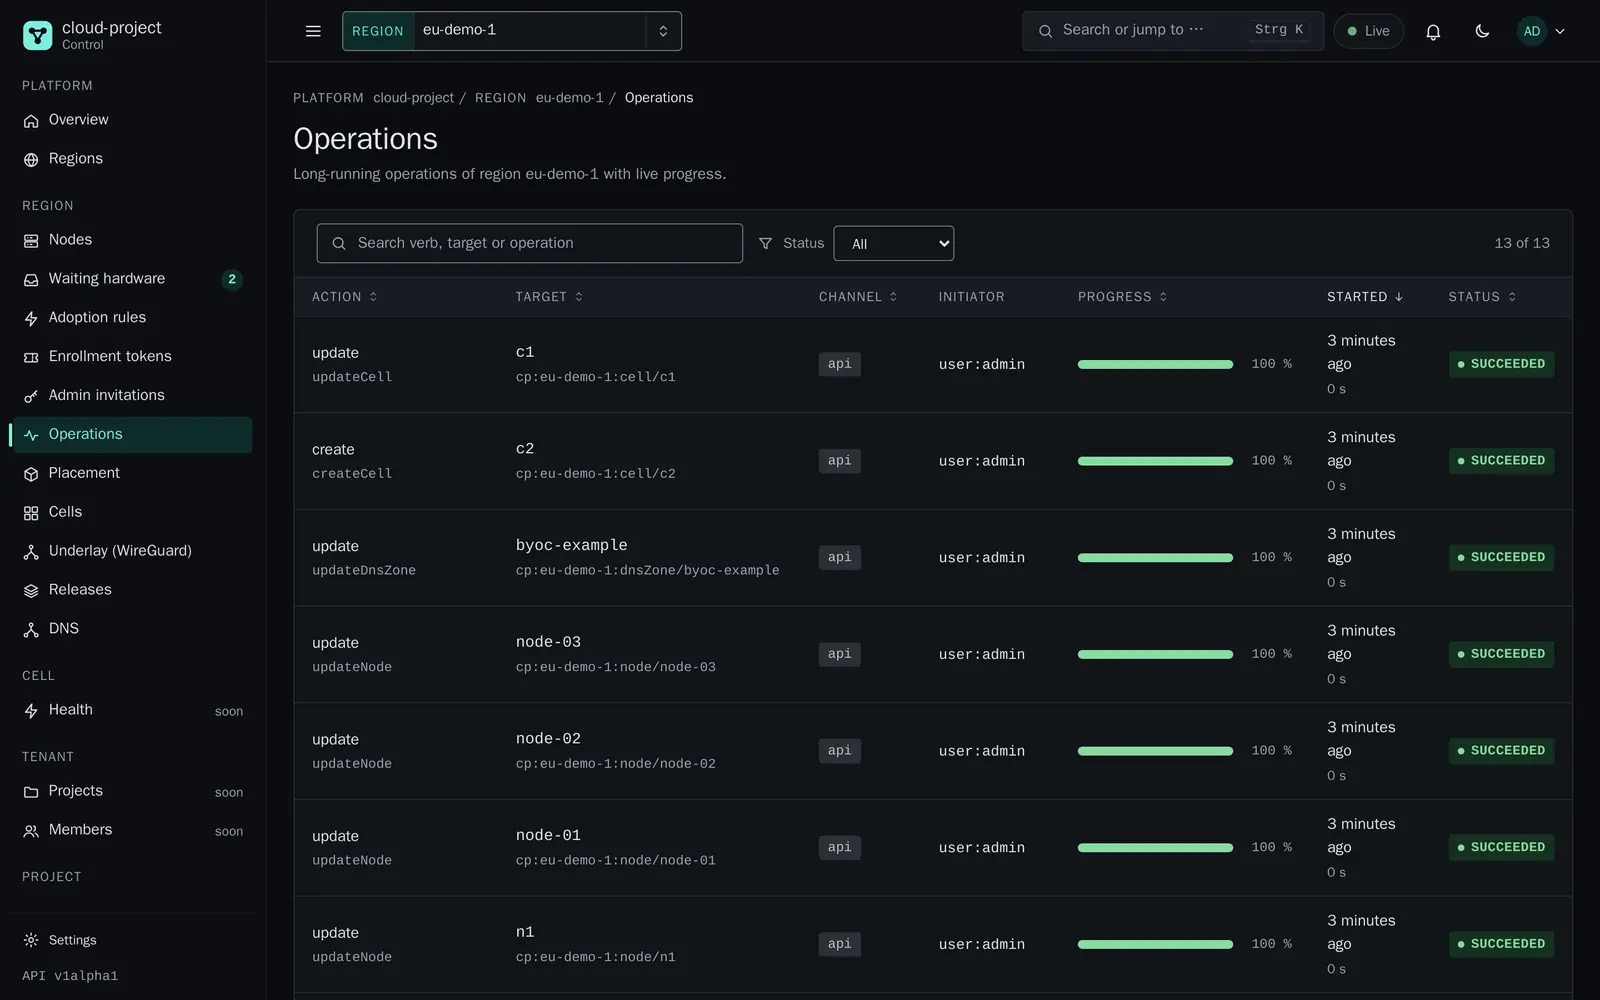 cloud-project
Control
PLATFORM
Overview
Regions
REGION
Nodes
Waiting hardware 2
Adoption rules
Enrollment tokens
Admin invitations
Operations
Placement
Cells
Underlay (WireGuard)
Releases
DNS
CELL
Health soon
TENANT
Projects soon
Members soon
PROJECT
Settings
API v1alpha1
REGION eu-demo-1
Search or jump to ··· Strg K
Live
AD
PLATFORM cloud-project / REGION eu-demo-1 / Operations
Operations
Long-running operations of region eu-demo-1 with live progress.
Search verb, target or operation
Status All
13 of 13
ACTION TARGET CHANNEL INITIATOR PROGRESS STARTED STATUS
update c1 api user:admin 100 % 3 minutes ago SUCCEEDED
updateCell cp:eu-demo-1:cell/c1 0 s
create c2 api user:admin 100 % 3 minutes ago SUCCEEDED
createCell cp:eu-demo-1:cell/c2 0 s
update byoc-example api user:admin 100 % 3 minutes ago SUCCEEDED
updateDnsZone cp:eu-demo-1:dnsZone/byoc-example 0 s
update node-03 api user:admin 100 % 3 minutes ago SUCCEEDED
updateNode cp:eu-demo-1:node/node-03 0 s
update node-02 api user:admin 100 % 3 minutes ago SUCCEEDED
updateNode cp:eu-demo-1:node/node-02 0 s
update node-01 api user:admin 100 % 3 minutes ago SUCCEEDED
updateNode cp:eu-demo-1:node/node-01 0 s
update n1 api user:admin 100 % 3 minutes ago SUCCEEDED
updateNode cp:eu-demo-1:node/n1 0 s